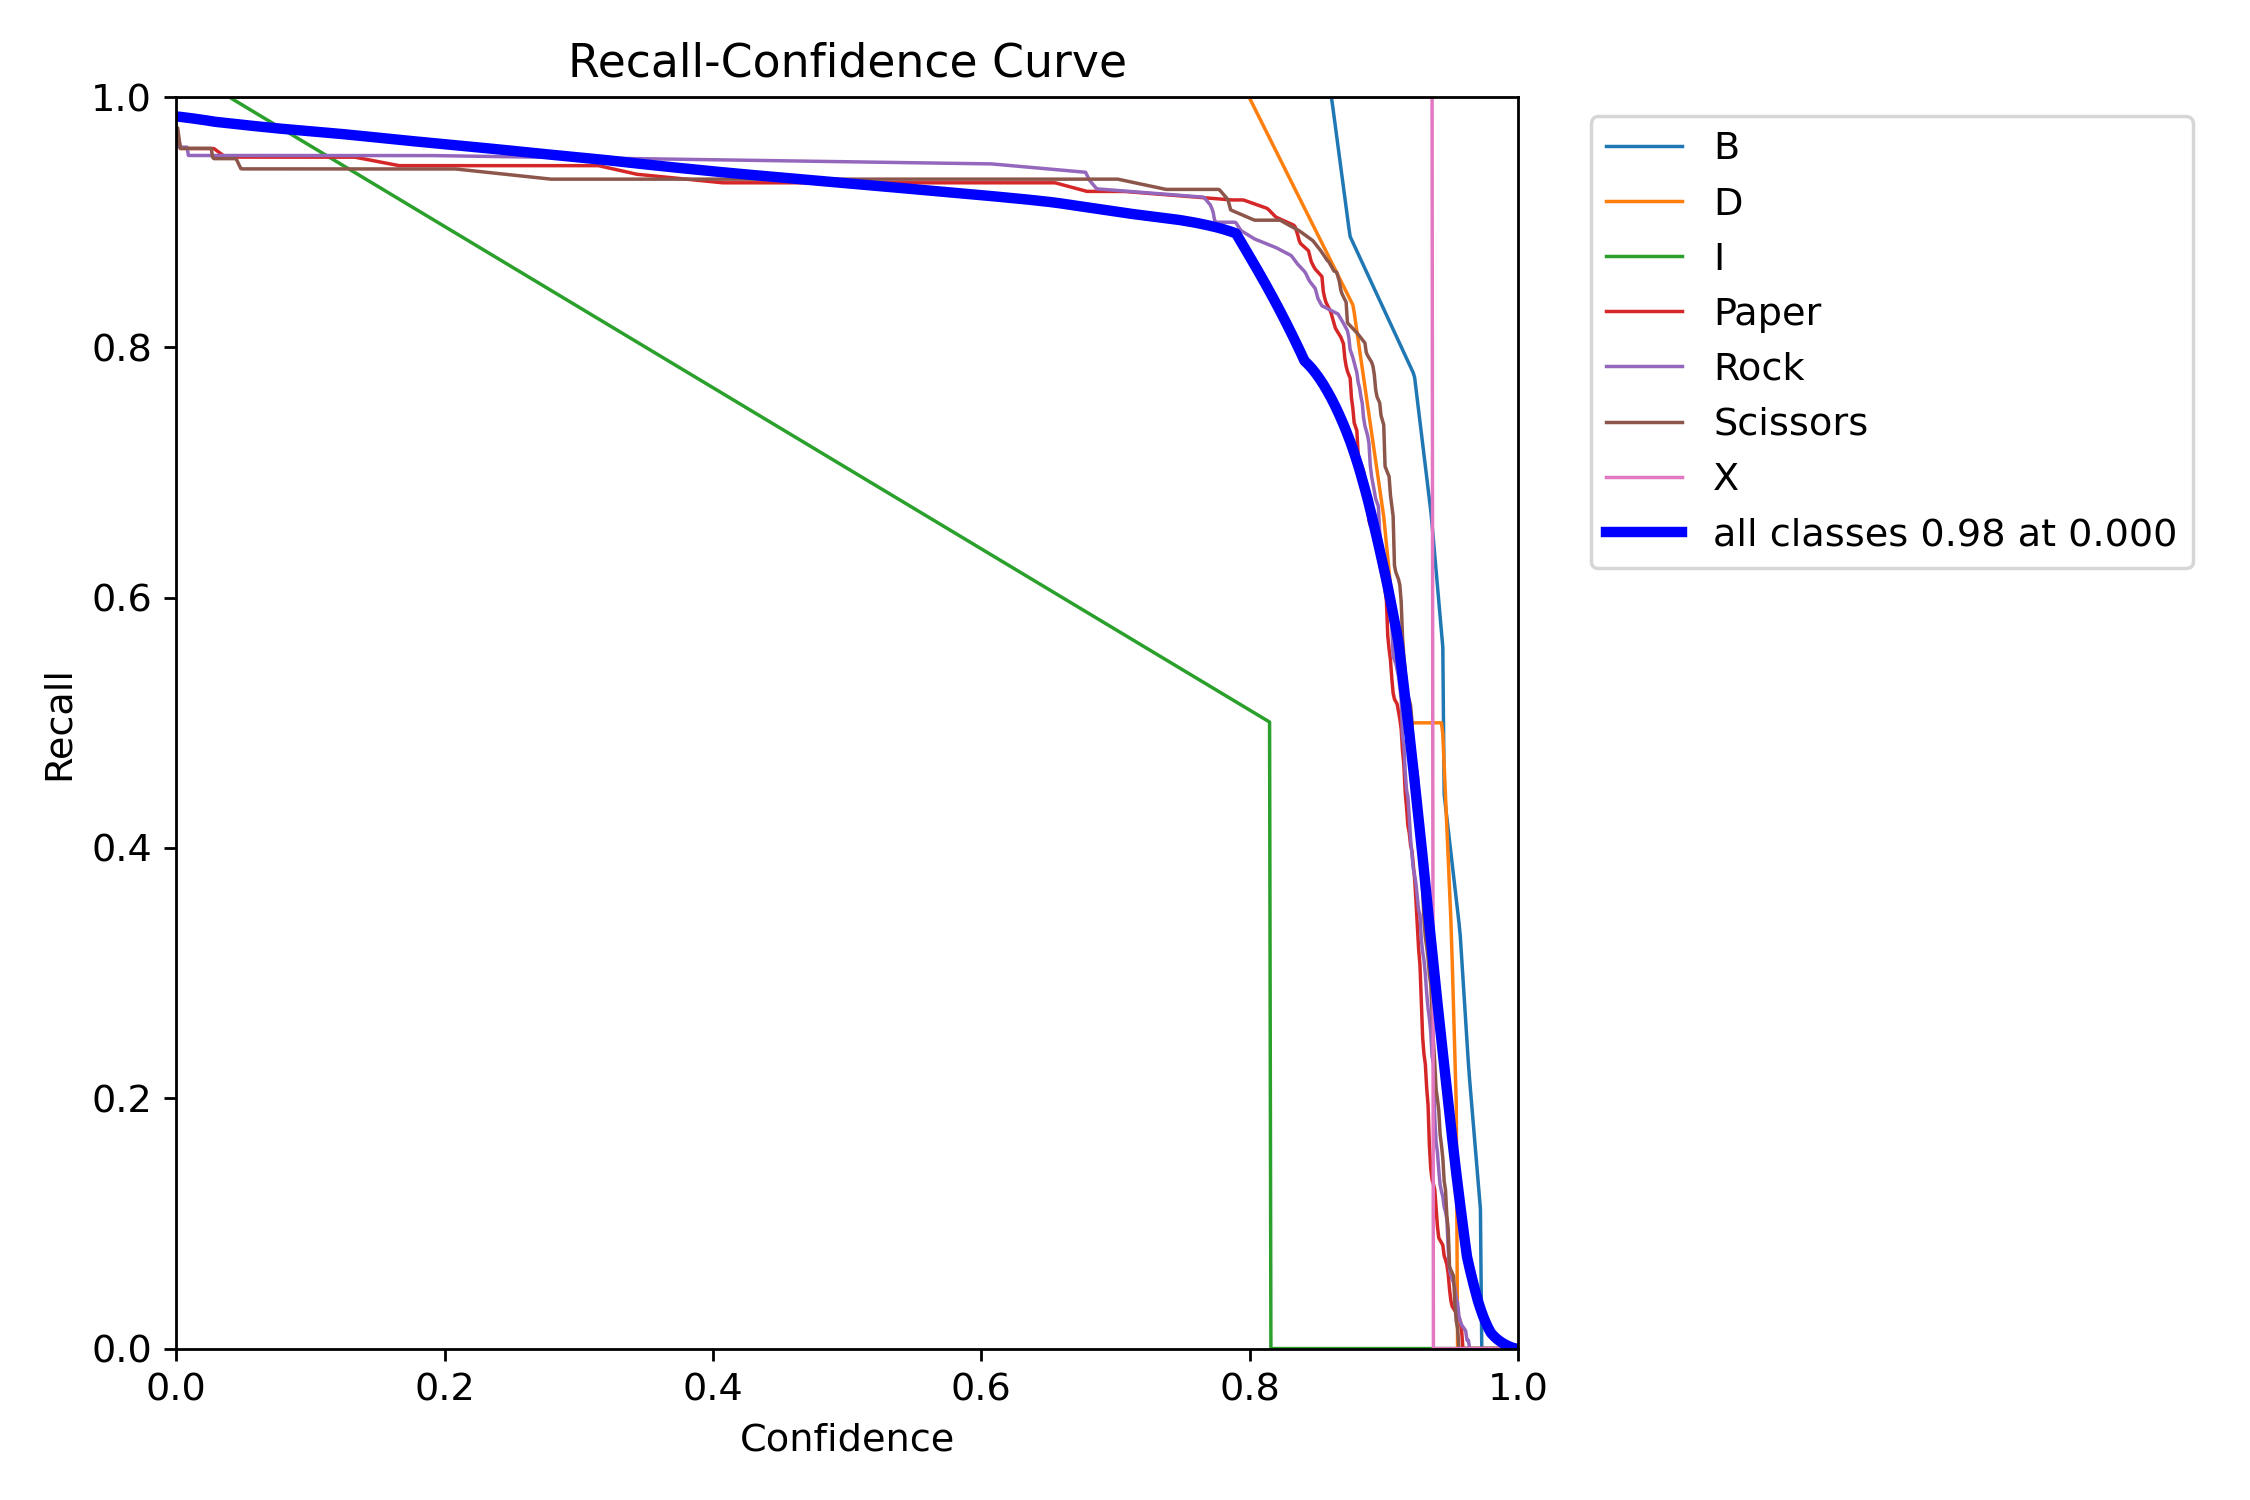 Recall-Confidence Curve
1.0
0.8
0.6
0.4
0.2
0.0
Recall
0.0 0.2 0.4 0.6 0.8 1.0
Confidence
B
D
I
Paper
Rock
Scissors
X
all classes 0.98 at 0.000